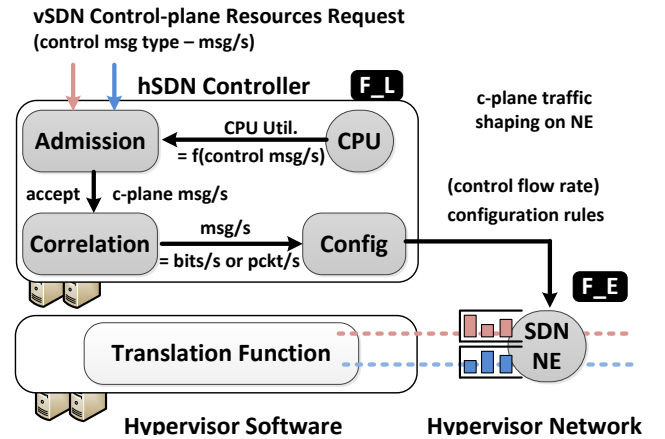 vSDN Control-plane Resources Request
(control msg type – msg/s)
hSDN Controller
F_L
c-plane traffic
shaping on NE
Admission
CPU Util.
= f(control msg/s)
CPU
accept
c-plane msg/s
(control flow rate)
configuration rules
Correlation
msg/s
= bits/s or pckt/s
Config
F_E
Translation Function
SDN
NE
Hypervisor Software
Hypervisor Network